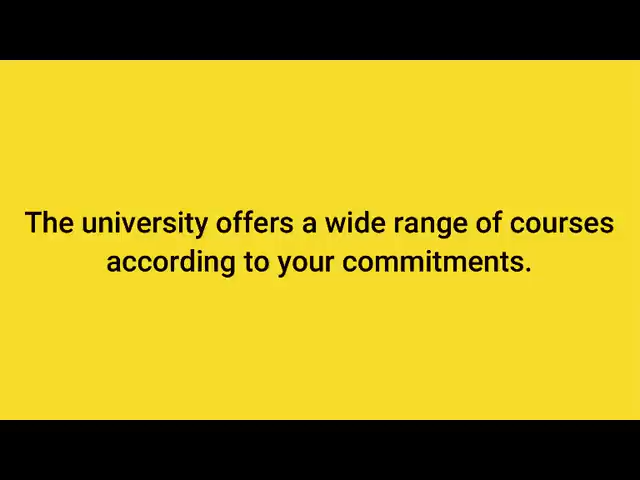 The university offers a wide range of courses
according to your commitments.